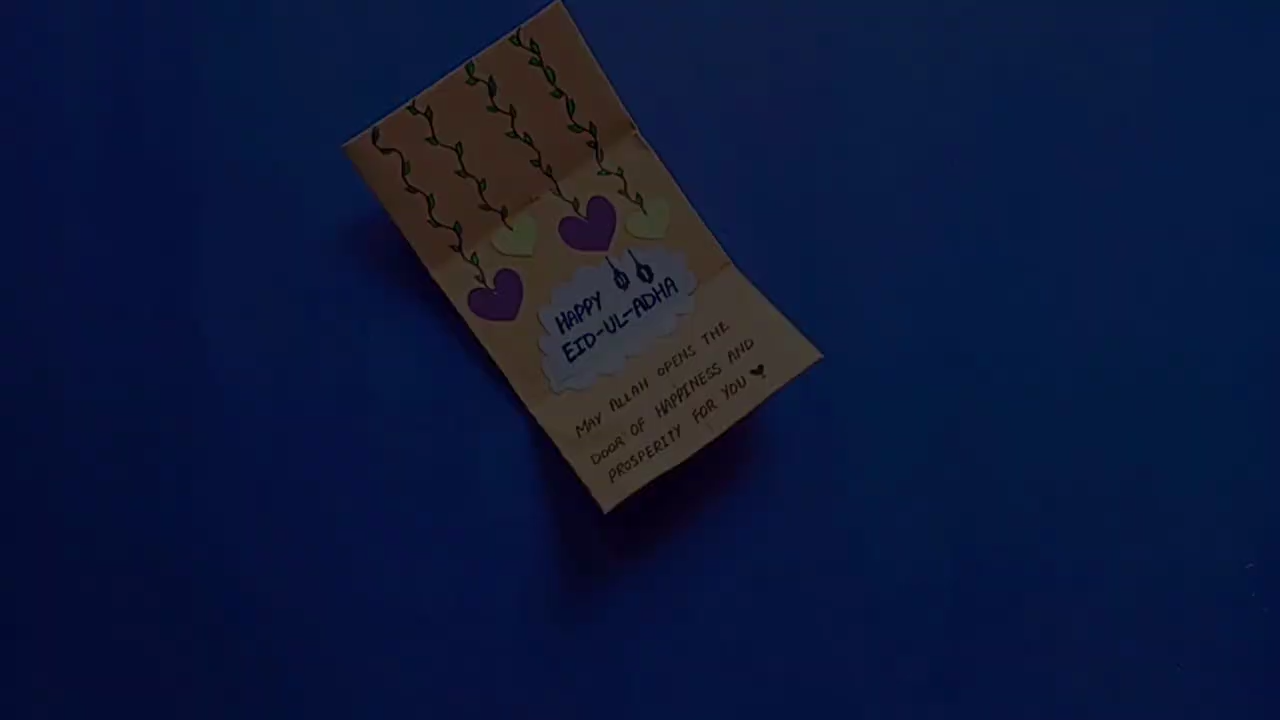 HAPPY
EID-UL-ADHA
MAY ALLAH OPENS THE
DOOR OF HAPPINESS AND
PROSPERITY FOR YOU